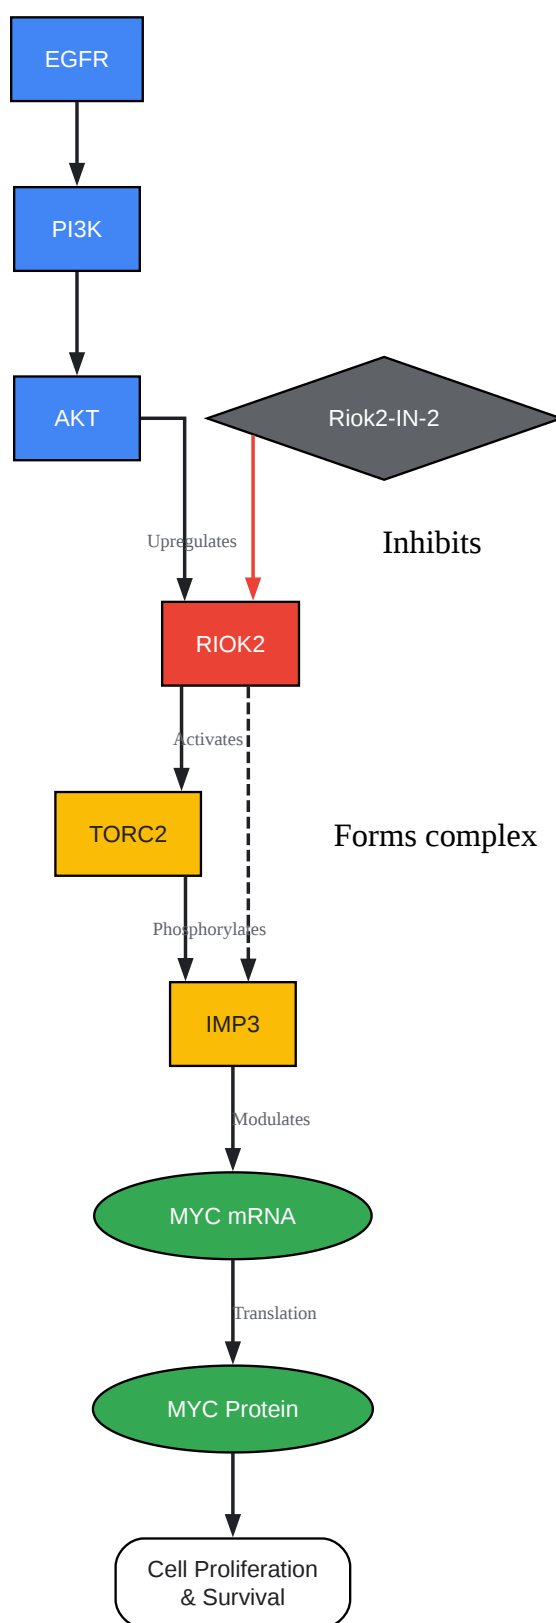 EGFR
PI3K
AKT
Riok2-IN-2
Upregulates
Inhibits
RIOK2
Activates
TORC2
Forms complex
Phosphorylates
IMP3
Modulates
MYC mRNA
Translation
MYC Protein
Cell Proliferation
& Survival